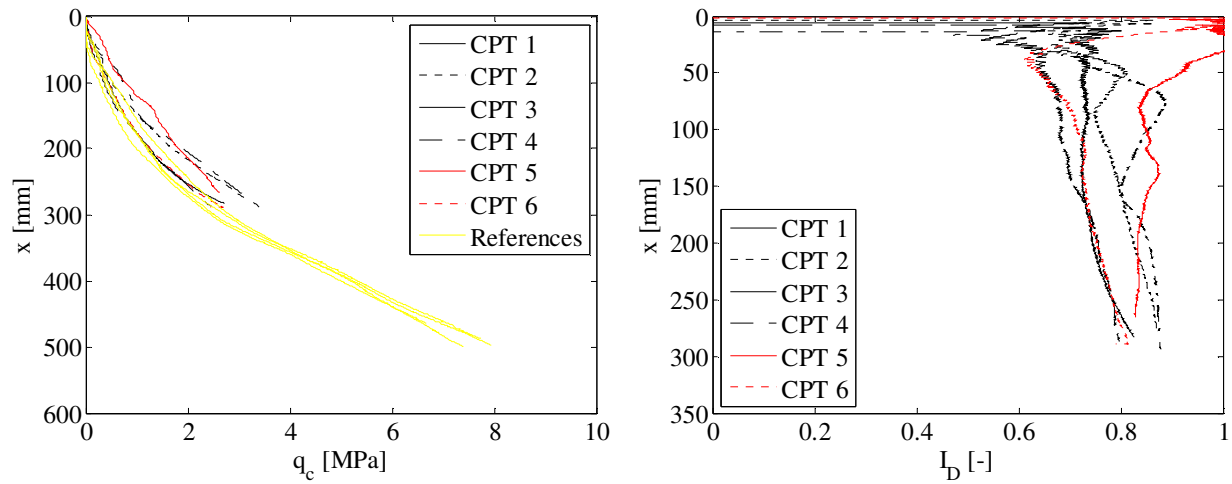 0
100
200
300
400
500
600
x [mm]
0 2 4 6 8 10
q_c [MPa]
CPT 1
CPT 2
CPT 3
CPT 4
CPT 5
CPT 6
References
0
50
100
150
200
250
300
350
x [mm]
0 0.2 0.4 0.6 0.8 1
I_D [-]
CPT 1
CPT 2
CPT 3
CPT 4
CPT 5
CPT 6